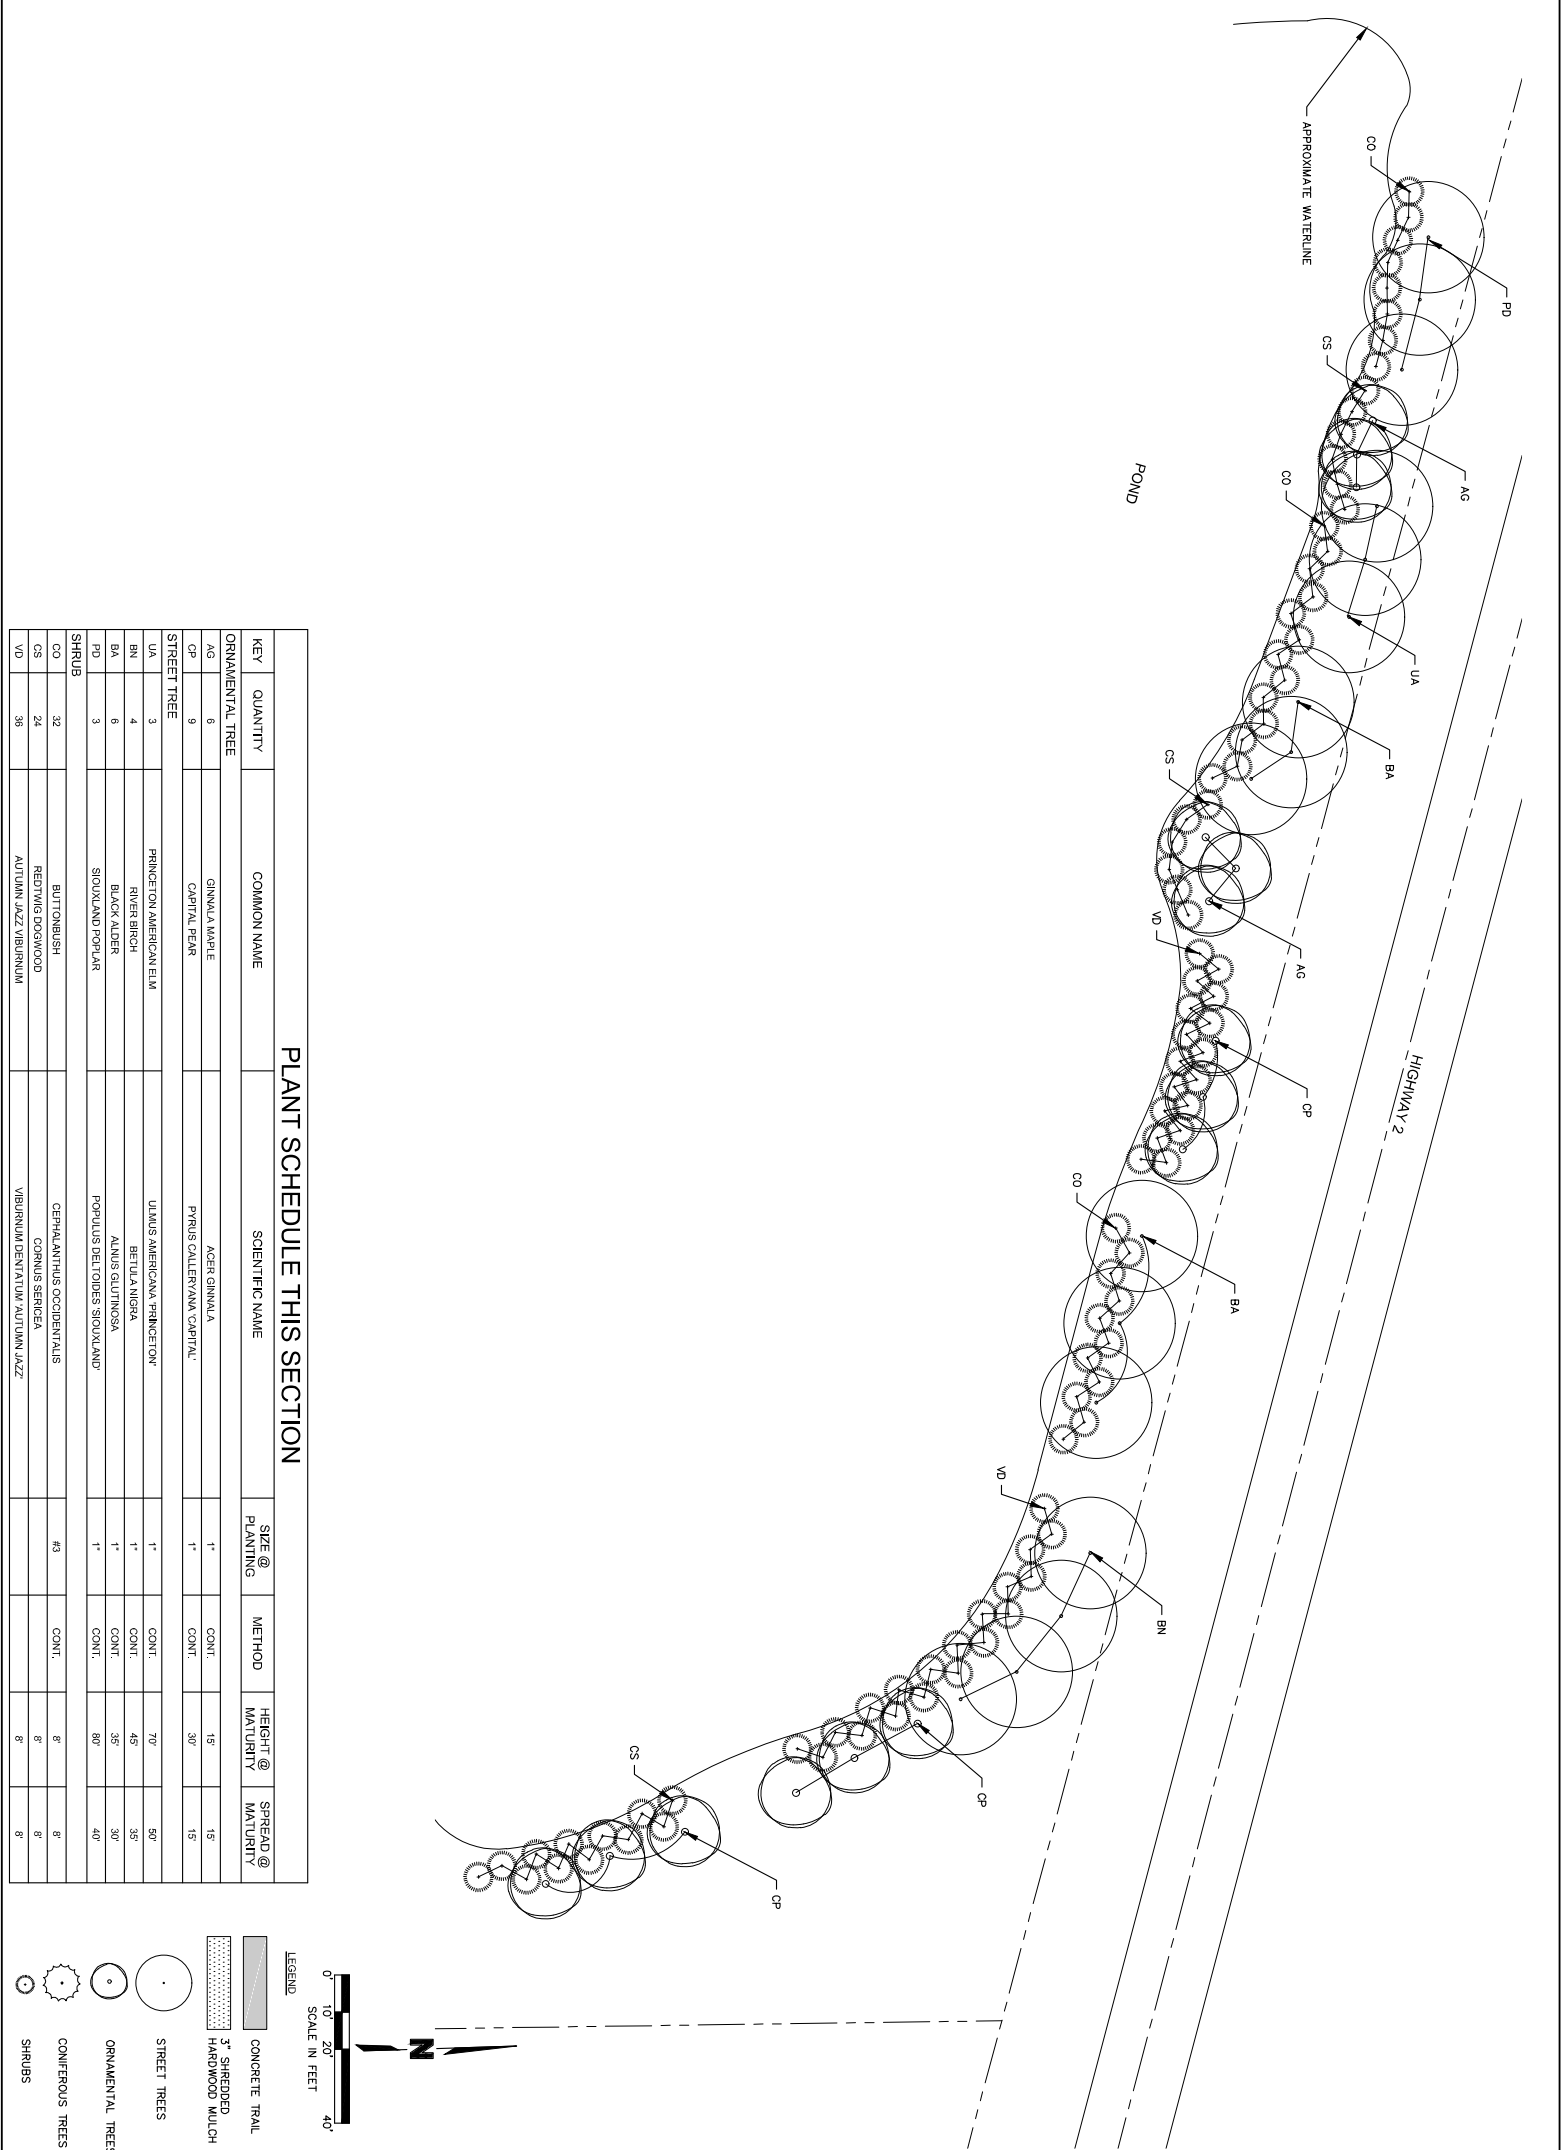 APPROXIMATE WATERLINE
CO
PD
CS
AG
CO
UA
BA
CS
AG
VD
CP
CO
BA
VD
BN
CP
CS
CP
POND
HIGHWAY 2
PLANT SCHEDULE THIS SECTION
KEY QUANTITY COMMON NAME SCIENTIFIC NAME SIZE @ PLANTING METHOD HEIGHT @ MATURITY SPREAD @ MATURITY
ORNAMENTAL TREE
AG 6 GINNALA MAPLE ACER GINNALA 1" CONT. 15' 15'
CP 9 CAPITAL PEAR PYRUS CALLERYANA 'CAPITAL' 1" CONT. 30' 15'
STREET TREE
UA 3 PRINCETON AMERICAN ELM ULMUS AMERICANA 'PRINCETON' 1" CONT. 70' 50'
BN 4 RIVER BIRCH BETULA NIGRA 1" CONT. 45' 35'
BA 6 BLACK ALDER ALNUS GLUTINOSA 1" CONT. 35' 30'
PD 3 SIOUXLAND POPLAR POPULUS DELTOIDES 'SIOUXLAND' 1" CONT. 80' 40'
SHRUB
CO 32 BUTTONBUSH CEPHALANTHUS OCCIDENTALIS #3 CONT. 8' 8'
CS 24 REDTWIG DOGWOOD CORNUS SERICEA 8' 8'
VD 36 AUTUMN JAZZ VIBURNUM VIBURNUM DENTATUM 'AUTUMN JAZZ' 8' 8'
N
0' 10' 20' 40'
SCALE IN FEET
LEGEND
CONCRETE TRAIL
3" SHREDDED
HARDWOOD MULCH
STREET TREES
ORNAMENTAL TREES
CONIFEROUS TREES
SHRUBS